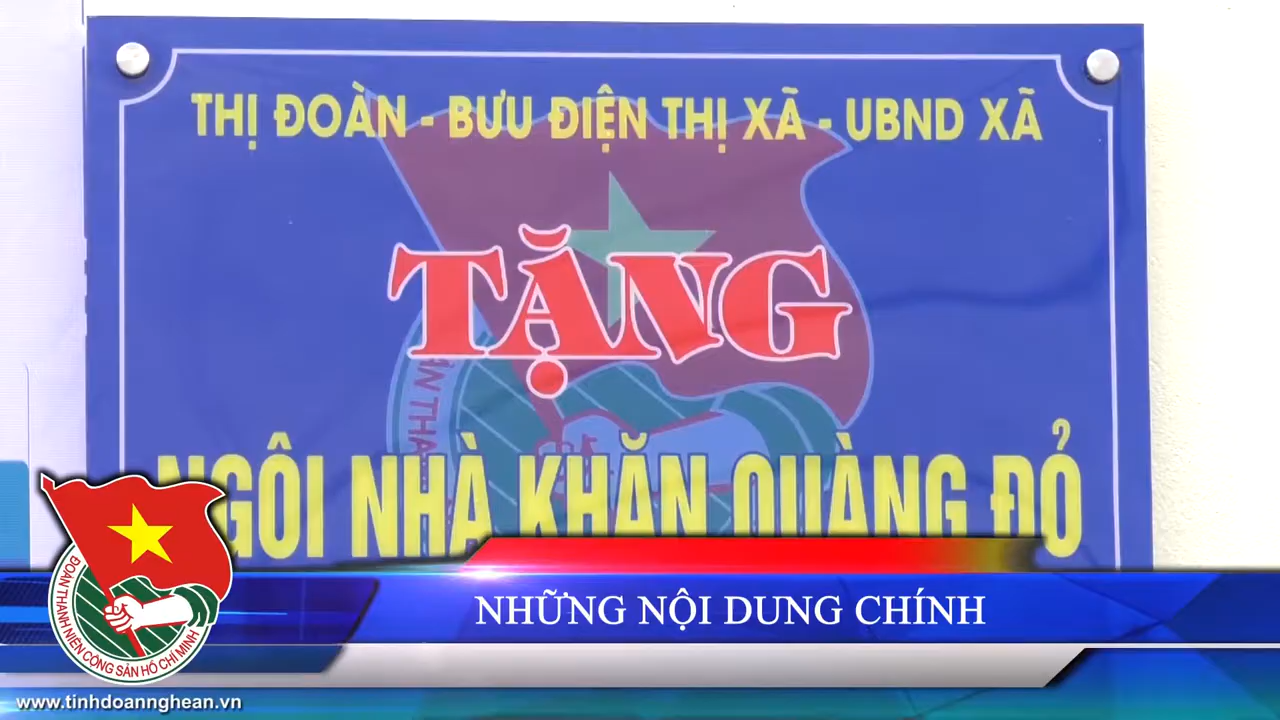 THỊ ĐOÀN - BƯU ĐIỆN THỊ XÃ - UBND XÃ
TẶNG
NGÔI NHÀ KHĂN QUÀNG ĐỎ
NHỮNG NỘI DUNG CHÍNH
ĐOÀN THANH NIÊN CỘNG SẢN HỒ CHÍ MINH
www.tinhdoannghean.vn